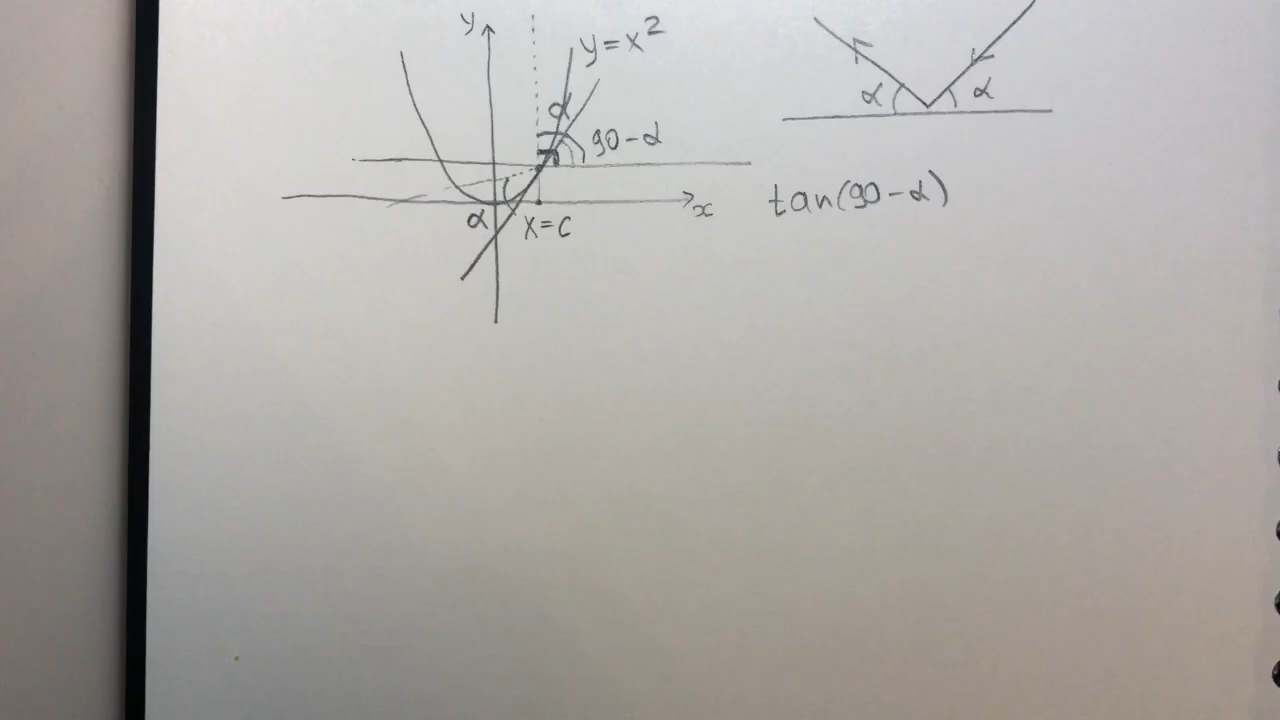 y
y=x²
α
90-α
x
α
x=c
α
α
tan(90-α)